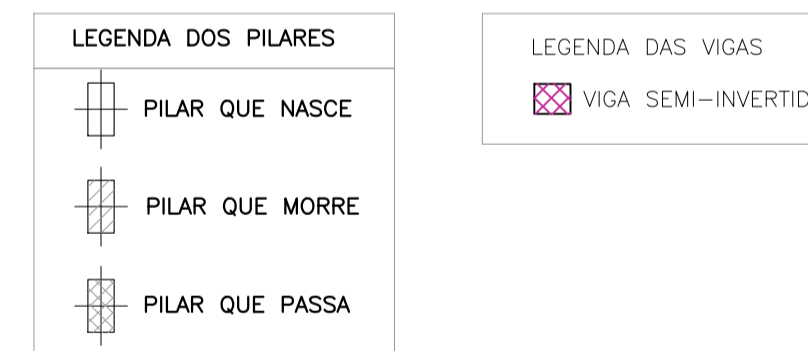 LEGENDA DOS PILARES
PILAR QUE NASCE
PILAR QUE MORRE
PILAR QUE PASSA
LEGENDA DAS VIGAS
VIGA SEMI-INVERTID